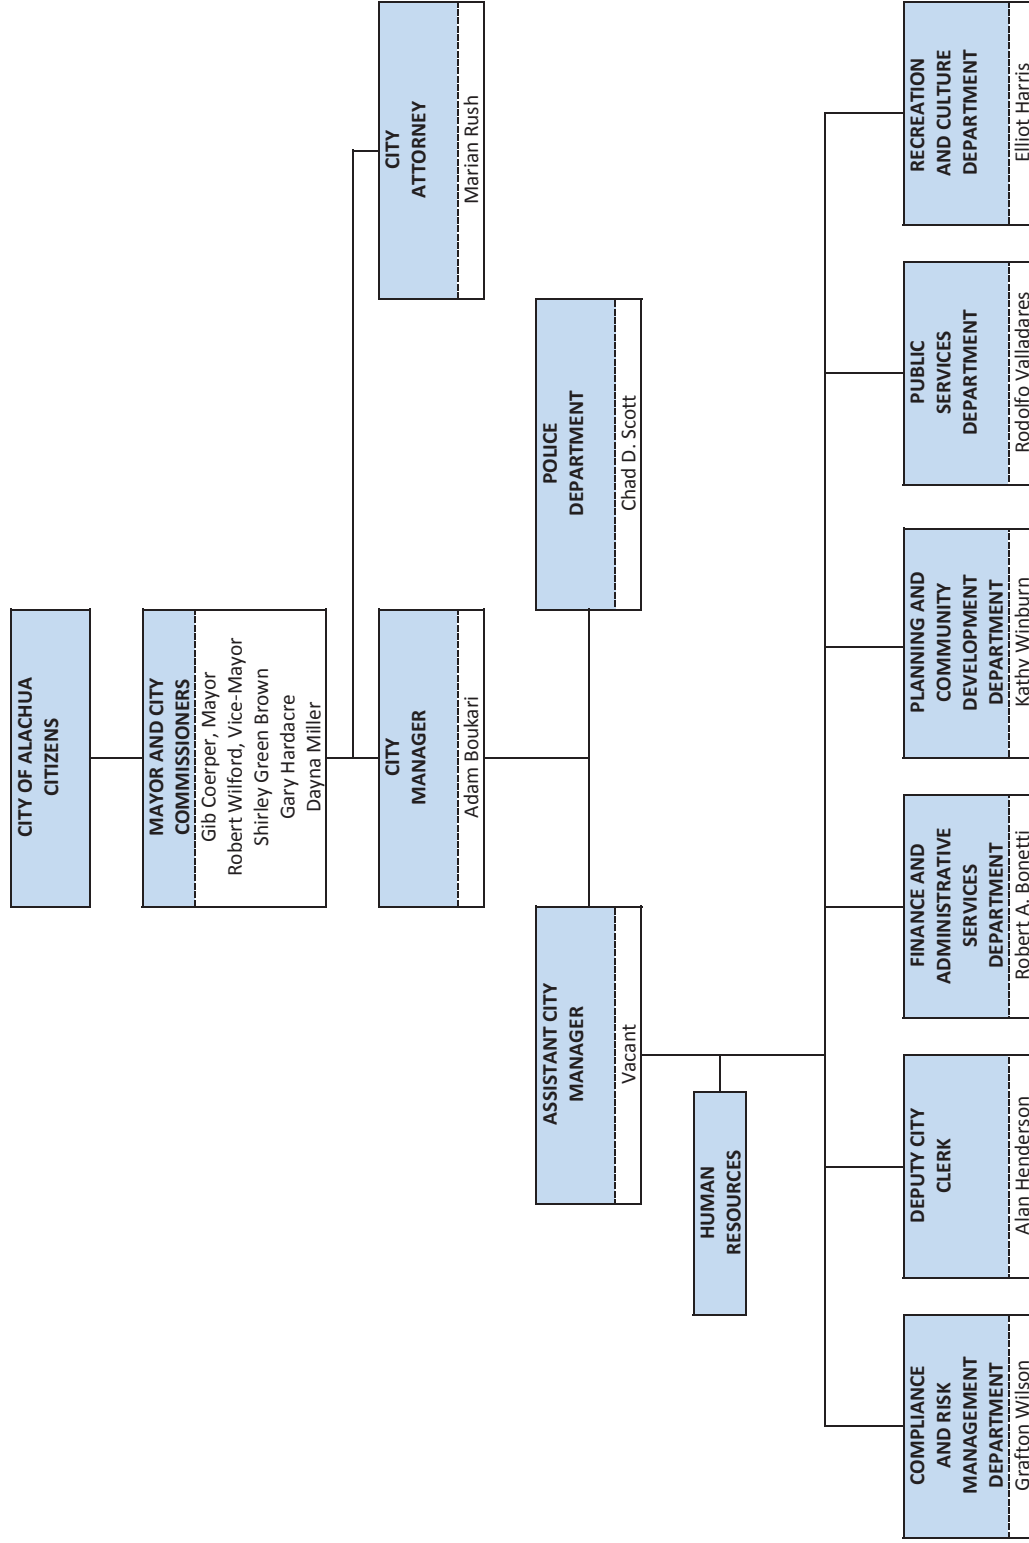 CITY OF ALACHUA
CITIZENS
MAYOR AND CITY
COMMISSIONERS
Gib Coerper, Mayor
Robert Wilford, Vice-Mayor
Shirley Green Brown
Gary Hardacre
Dayna Miller
CITY
MANAGER
Adam Boukari
CITY
ATTORNEY
Marian Rush
ASSISTANT CITY
MANAGER
Vacant
POLICE
DEPARTMENT
Chad D. Scott
HUMAN
RESOURCES
COMPLIANCE
AND RISK
MANAGEMENT
DEPARTMENT
Grafton Wilson
DEPUTY CITY
CLERK
Alan Henderson
FINANCE AND
ADMINISTRATIVE
SERVICES
DEPARTMENT
Robert A. Bonetti
PLANNING AND
COMMUNITY
DEVELOPMENT
DEPARTMENT
Kathy Winburn
PUBLIC
SERVICES
DEPARTMENT
Rodolfo Valladares
RECREATION
AND CULTURE
DEPARTMENT
Elliot Harris